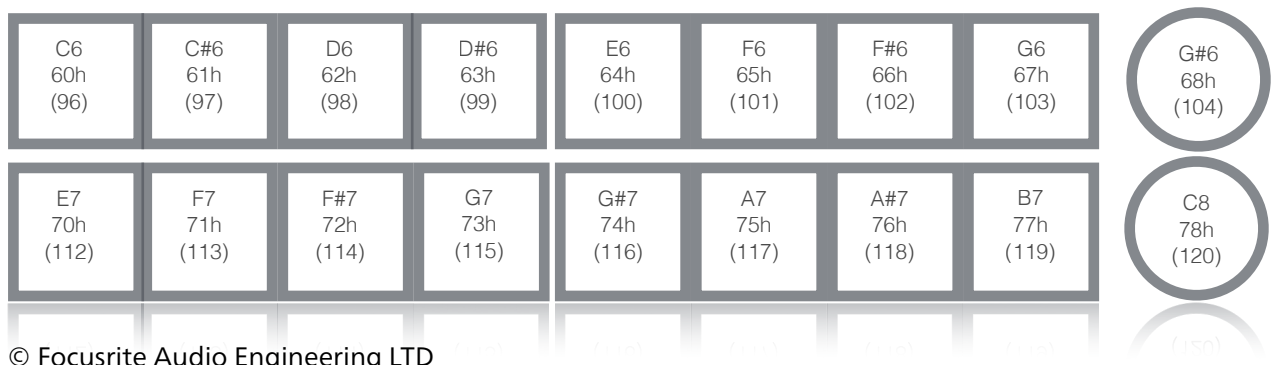 C6 C#6 D6 D#6 E6 F6 F#6 G6 G#6
60h 61h 62h 63h 64h 65h 66h 67h 68h
(96) (97) (98) (99) (100) (101) (102) (103) (104)
E7 F7 F#7 G7 G#7 A7 A#7 B7 C8
70h 71h 72h 73h 74h 75h 76h 77h 78h
(112) (113) (114) (115) (116) (117) (118) (119) (120)
© Focusrite Audio Engineering LTD